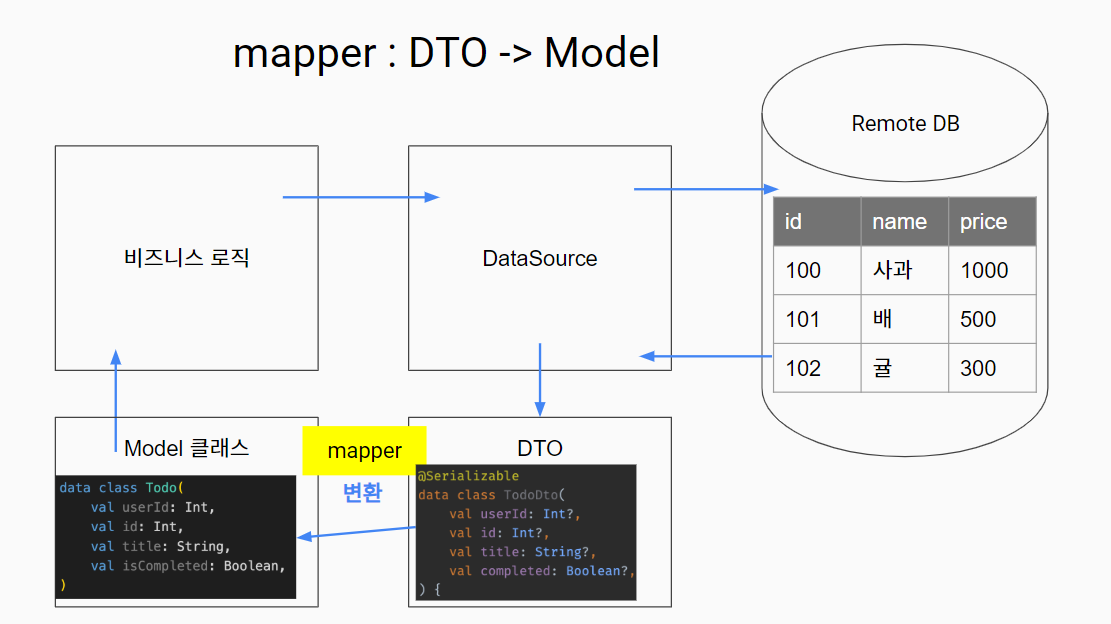 mapper : DTO -> Model
비즈니스 로직
DataSource
Remote DB
id name price
100 사과 1000
101 배 500
102 귤 300
Model 클래스
data class Todo(
val userId: Int,
val id: Int,
val title: String,
val isCompleted: Boolean,
)
mapper
변환
DTO
@Serializable
data class TodoDto(
val userId: Int?,
val id: Int?,
val title: String?,
val completed: Boolean?,
) {